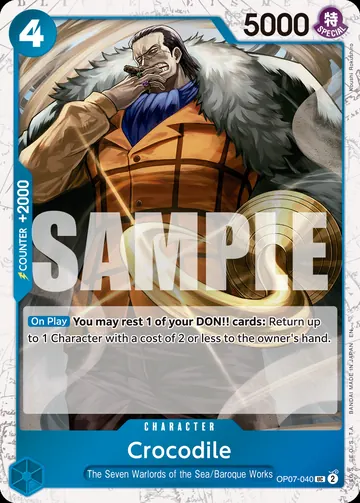 4
5000
特
SPECIAL
COUNTER +2000
SAMPLE
On Play You may rest 1 of your DON!! cards: Return up
to 1 Character with a cost of 2 or less to the owner's hand.
CHARACTER
Crocodile
The Seven Warlords of the Sea/Baroque Works
OP07-040 UC 2
BANDAI MADE IN JAPAN